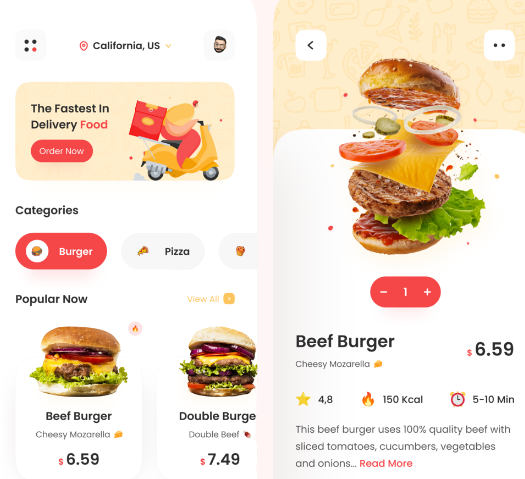 California, US
The Fastest In
Delivery Food
Order Now
Categories
Burger
Pizza
Popular Now
View All
Beef Burger
Cheesy Mozarella
$ 6.59
Double Burge
Double Beef
$ 7.49
1
Beef Burger
$ 6.59
Cheesy Mozarella
4,8
150 Kcal
5-10 Min
This beef burger uses 100% quality beef with
sliced tomatoes, cucumbers, vegetables
and onions... Read More